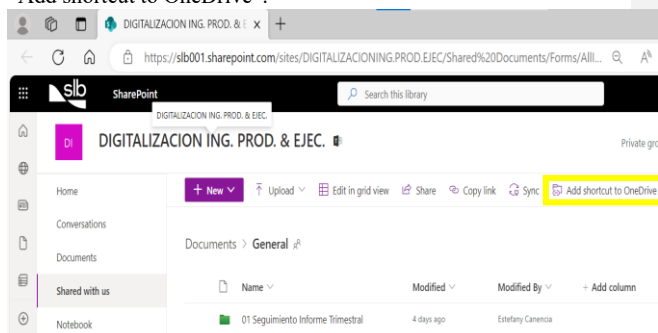 "Add shortcut to OneDrive".
DIGITALIZACION ING. PROD. & E
https://slb001.sharepoint.com/sites/DIGITALIZACIONING.PROD.EJEC/Shared%20Documents/Forms/AllI...
slb SharePoint Search this library
DIGITALIZACION ING. PROD. & EJEC.
DI DIGITALIZACION ING. PROD. & EJEC. Private gro
Home + New Upload Edit in grid view Share Copy link Sync Add shortcut to OneDrive
Conversations
Documents > General
Documents
Shared with us Name Modified Modified By + Add column
Notebook 01 Seguimiento Informe Trimestral 4 days ago Estefany Canencia